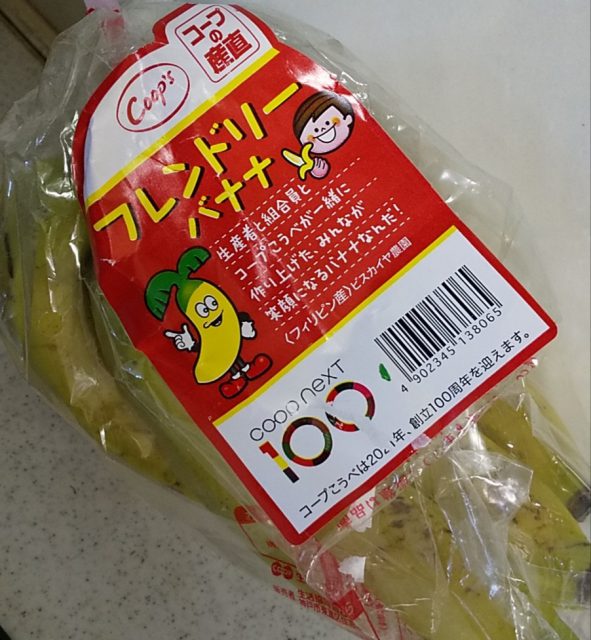 コープの
産直
Coop's
フレンドリー
バナナ
生産者と組合員と
コープこうべが一緒に
作り上げた みんなが
笑顔になるバナナなんだ!
〈フィリピン産〉ビスカイヤ農園
4 902345 138065
coop next
100
コープこうべは2021年、創立100周年を迎えます。